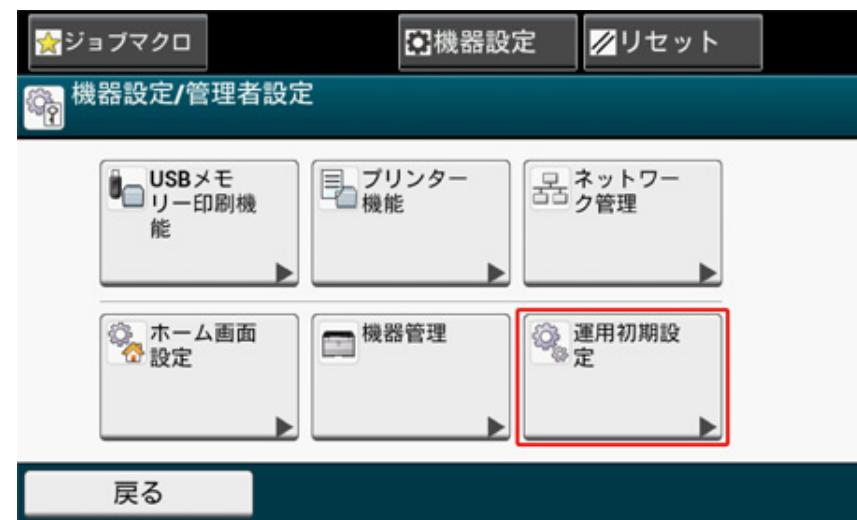 ジョブマクロ 機器設定 リセット
機器設定/管理者設定
USBメモ
リー印刷機
能
プリンター
機能
ネットワー
ク管理
ホーム画面
設定
機器管理
運用初期設
定
戻る